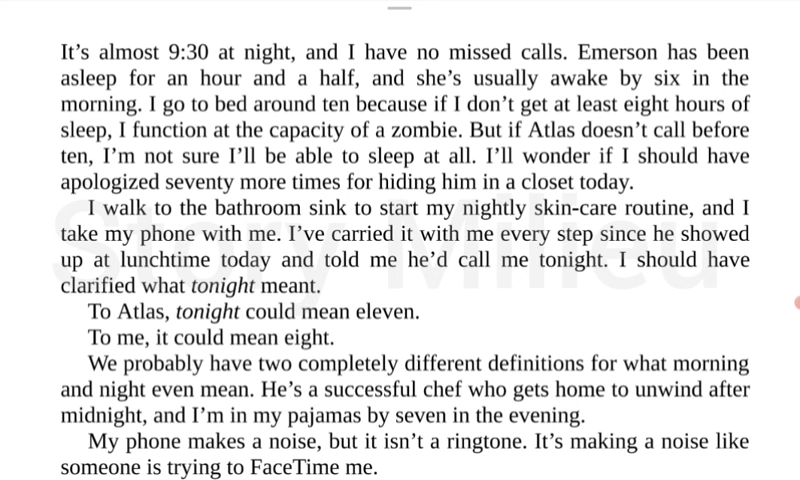 It’s almost 9:30 at night, and I have no missed calls. Emerson has been
asleep for an hour and a half, and she’s usually awake by six in the
morning. I go to bed around ten because if I don’t get at least eight hours of
sleep, I function at the capacity of a zombie. But if Atlas doesn’t call before
ten, I’m not sure I’ll be able to sleep at all. I’ll wonder if I should have
apologized seventy more times for hiding him in a closet today.
I walk to the bathroom sink to start my nightly skin-care routine, and I
take my phone with me. I’ve carried it with me every step since he showed
up at lunchtime today and told me he’d call me tonight. I should have
clarified what tonight meant.
To Atlas, tonight could mean eleven.
To me, it could mean eight.
We probably have two completely different definitions for what morning
and night even mean. He’s a successful chef who gets home to unwind after
midnight, and I’m in my pajamas by seven in the evening.
My phone makes a noise, but it isn’t a ringtone. It’s making a noise like
someone is trying to FaceTime me.